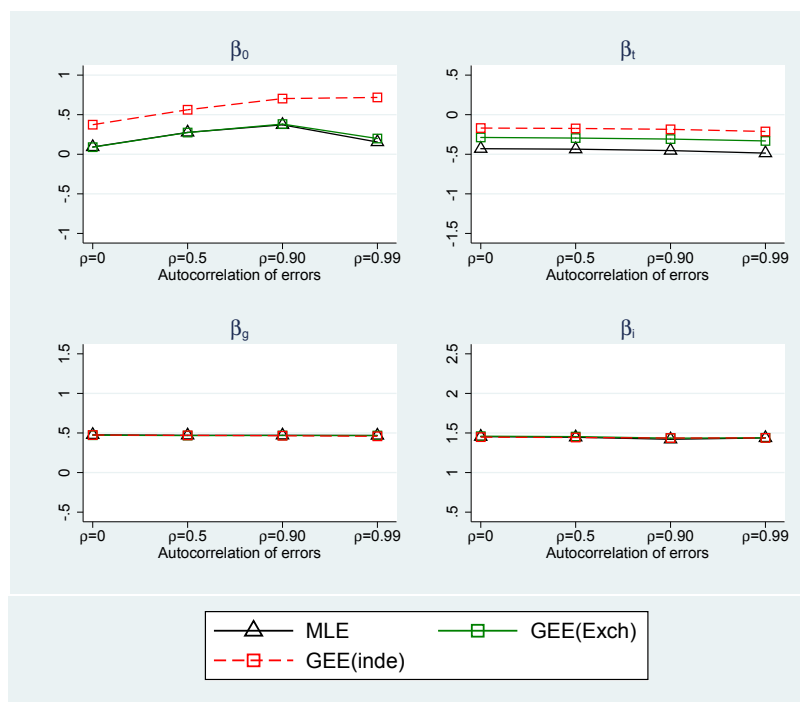 β0
1
.5
0
-.5
-1
ρ=0 ρ=0.5 ρ=0.90 ρ=0.99
Autocorrelation of errors
βt
.5
0
-.5
-1
-1.5
ρ=0 ρ=0.5 ρ=0.90 ρ=0.99
Autocorrelation of errors
βg
1.5
1
.5
0
-.5
ρ=0 ρ=0.5 ρ=0.90 ρ=0.99
Autocorrelation of errors
βi
2.5
2
1.5
1
.5
ρ=0 ρ=0.5 ρ=0.90 ρ=0.99
Autocorrelation of errors
MLE GEE(Exch)
GEE(inde)